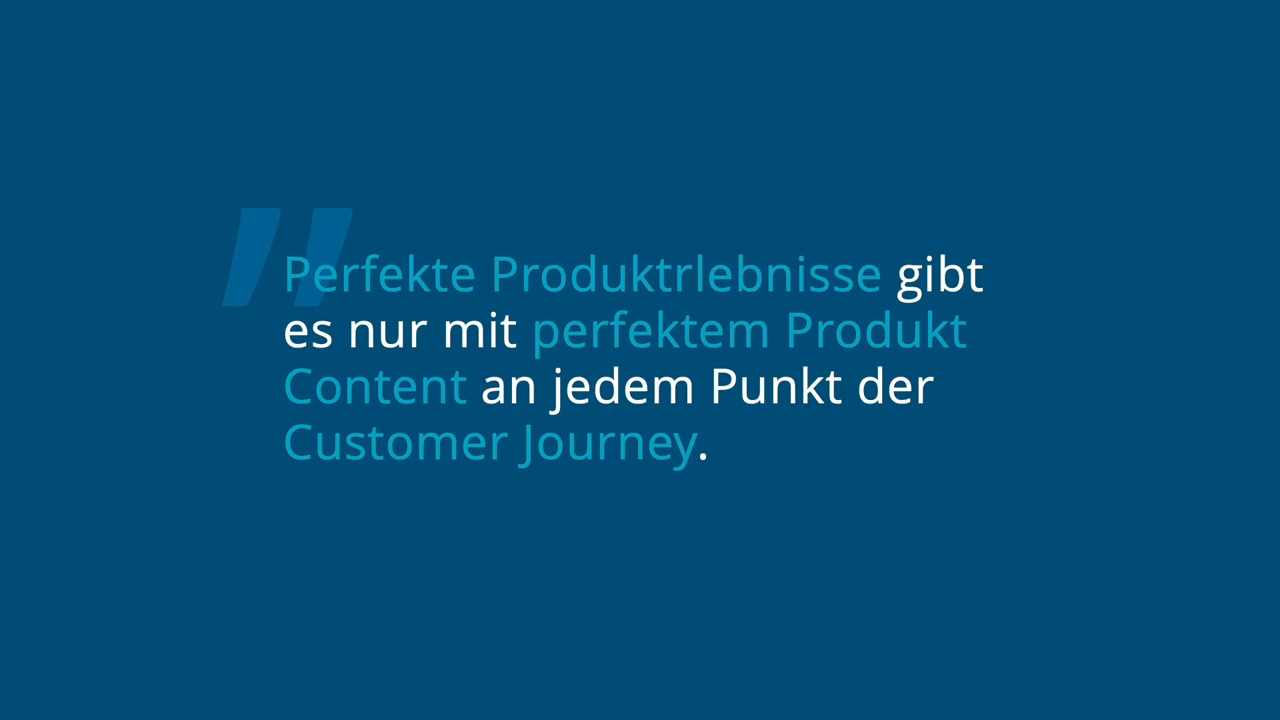 Perfekte Produktrlebnisse gibt
es nur mit perfektem Produkt
Content an jedem Punkt der
Customer Journey.